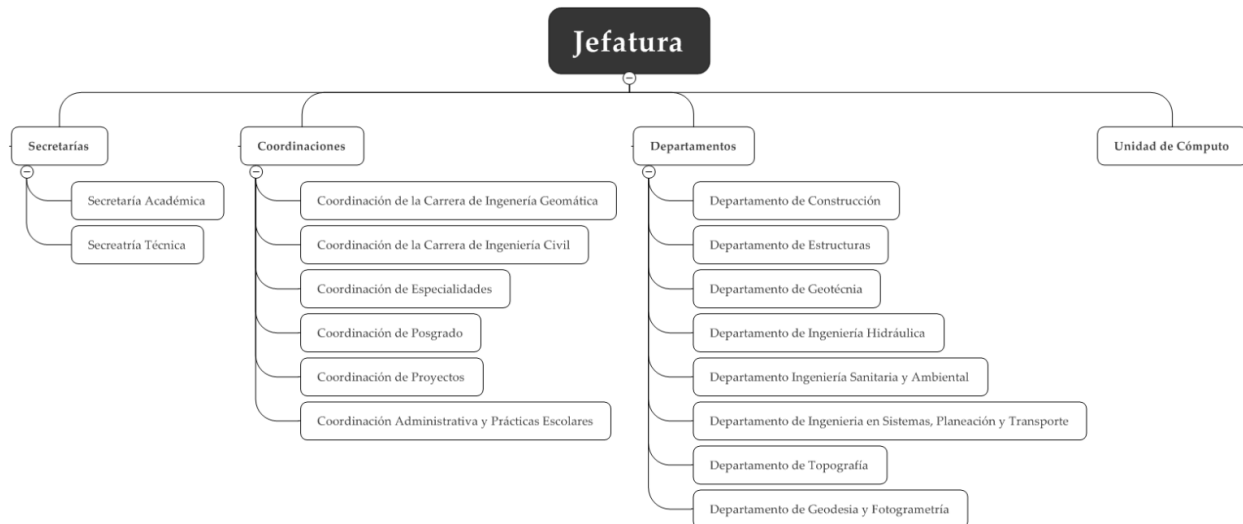 Jefatura
Secretarías
Secretaría Académica
Secreatría Técnica
Coordinaciones
Coordinación de la Carrera de Ingenería Geomática
Coordinación de la Carrera de Ingeniería Civil
Coordinación de Especialidades
Coordinación de Posgrado
Coordinación de Proyectos
Coordinación Administrativa y Prácticas Escolares
Departamentos
Departamento de Construcción
Departamento de Estructuras
Departamento de Geotécnia
Departamento de Ingeniería Hidráulica
Departamento Ingeniería Sanitaria y Ambiental
Departamento de Ingenieria en Sistemas, Planeación y Transporte
Departamento de Topografía
Departamento de Geodesia y Fotogrametría
Unidad de Cómputo